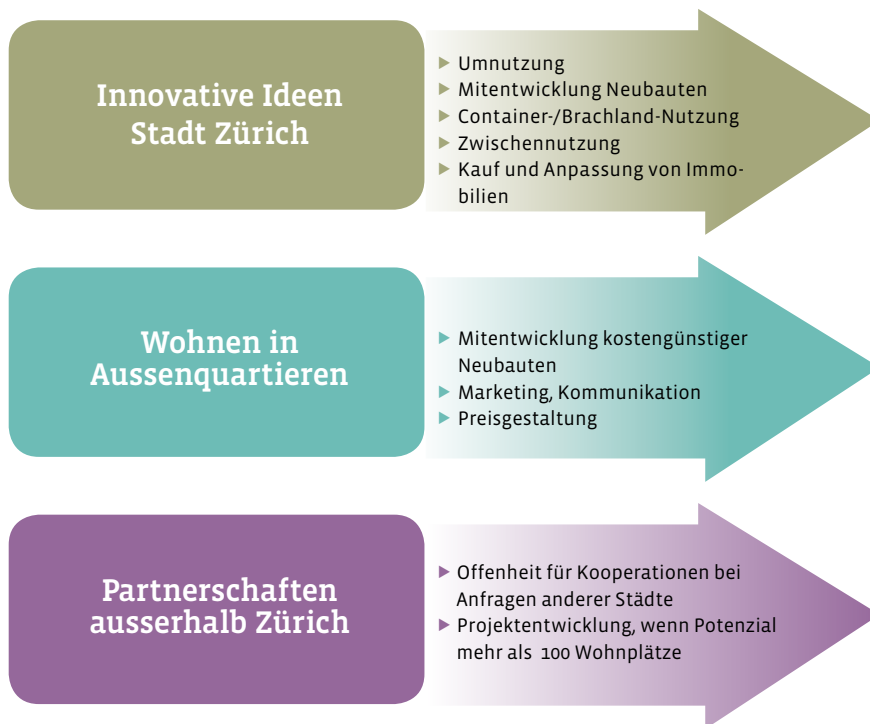 Innovative Ideen
Stadt Zürich
▶ Umnutzung
▶ Mitentwicklung Neubauten
▶ Container-/Brachland-Nutzung
▶ Zwischennutzung
▶ Kauf und Anpassung von Immo-
bilien
Wohnen in
Aussenquartieren
▶ Mitentwicklung kostengünstiger
Neubauten
▶ Marketing, Kommunikation
▶ Preisgestaltung
Partnerschaften
ausserhalb Zürich
▶ Offenheit für Kooperationen bei
Anfragen anderer Städte
▶ Projektentwicklung, wenn Potenzial
mehr als 100 Wohnplätze